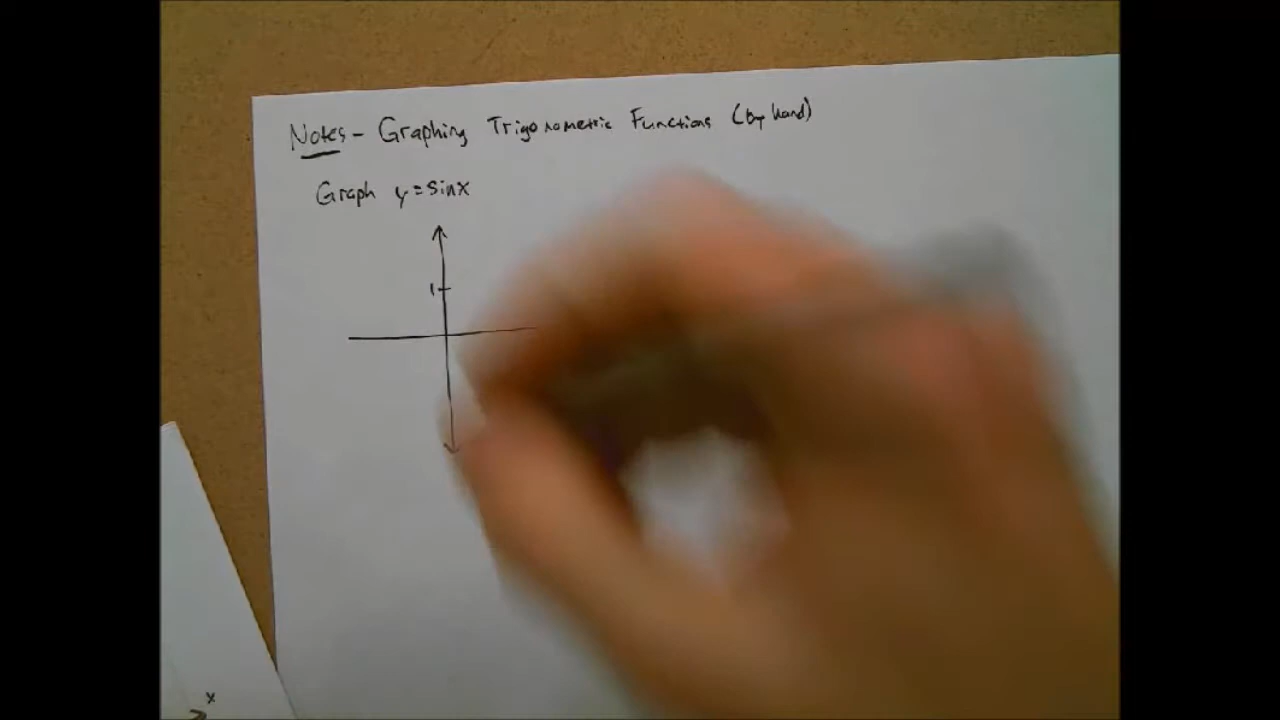 Notes - Graphing Trigonometric Functions (by hand)
Graph y = sin x
1
x